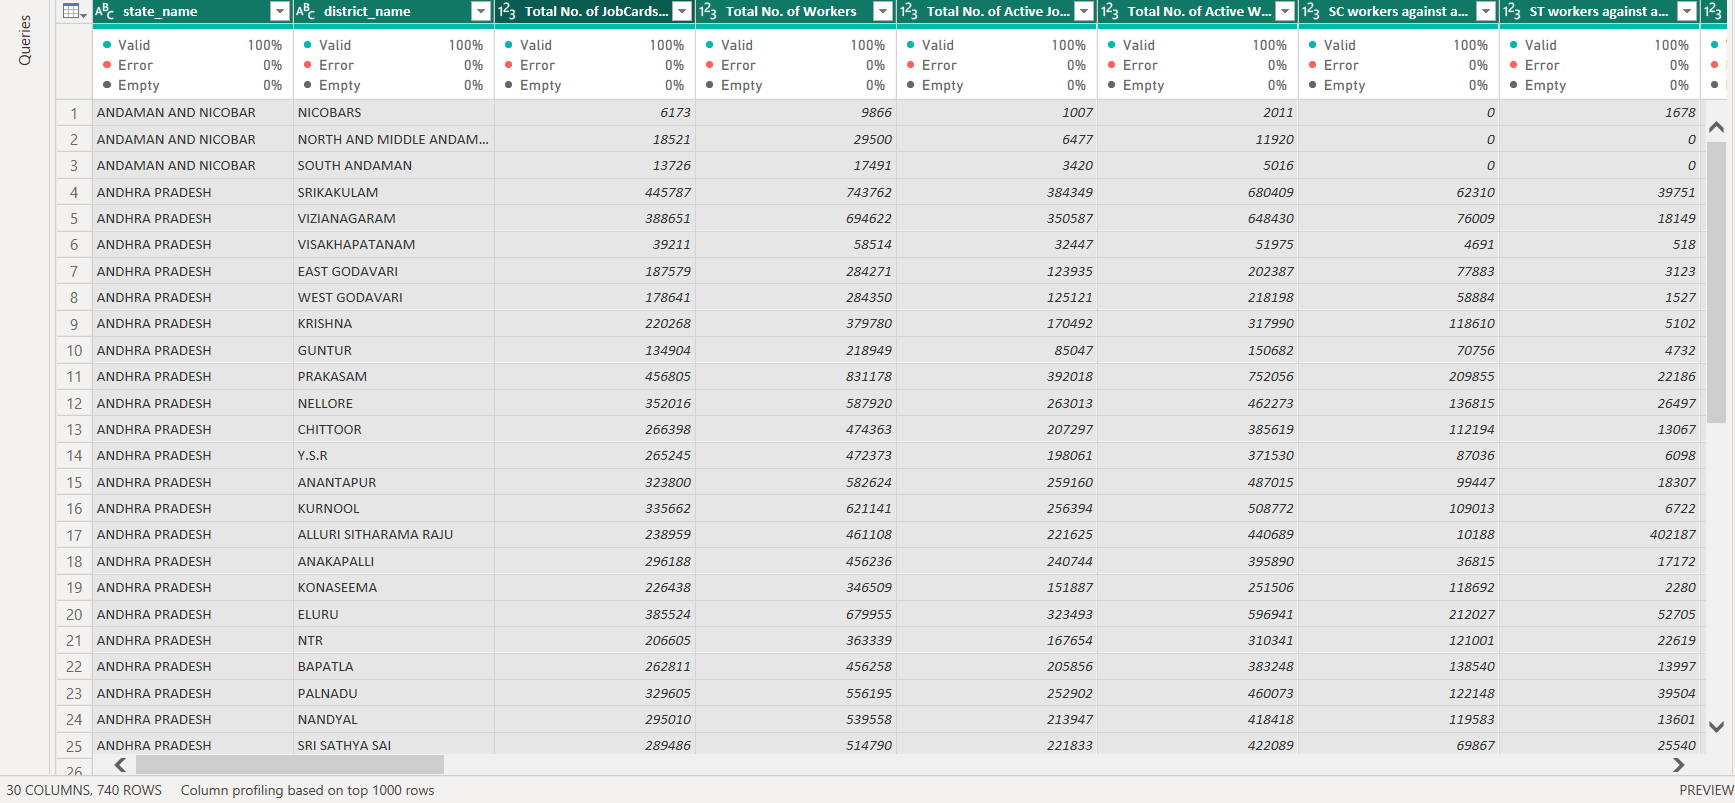 Queries
ABC state_name ABC district_name 123 Total No. of JobCards... 123 Total No. of Workers 123 Total No. of Active Jo... 123 Total No. of Active W... 123 SC workers against a... 123 ST workers against a... 123
Valid 100% Valid 100% Valid 100% Valid 100% Valid 100% Valid 100% Valid 100% Valid 100%
Error 0% Error 0% Error 0% Error 0% Error 0% Error 0% Error 0% Error 0%
Empty 0% Empty 0% Empty 0% Empty 0% Empty 0% Empty 0% Empty 0% Empty 0%
1 ANDAMAN AND NICOBAR NICOBARS 6173 9866 1007 2011 0 1678
2 ANDAMAN AND NICOBAR NORTH AND MIDDLE ANDAM... 18521 29500 6477 11920 0 0
3 ANDAMAN AND NICOBAR SOUTH ANDAMAN 13726 17491 3420 5016 0 0
4 ANDHRA PRADESH SRIKAKULAM 445787 743762 384349 680409 62310 39751
5 ANDHRA PRADESH VIZIANAGARAM 388651 694622 350587 648430 76009 18149
6 ANDHRA PRADESH VISAKHAPATANAM 39211 58514 32447 51975 4691 518
7 ANDHRA PRADESH EAST GODAVARI 187579 284271 123935 202387 77883 3123
8 ANDHRA PRADESH WEST GODAVARI 178641 284350 125121 218198 58884 1527
9 ANDHRA PRADESH KRISHNA 220268 379780 170492 317990 118610 5102
10 ANDHRA PRADESH GUNTUR 134904 218949 85047 150682 70756 4732
11 ANDHRA PRADESH PRAKASAM 456805 831178 392018 752056 209855 22186
12 ANDHRA PRADESH NELLORE 352016 587920 263013 462273 136815 26497
13 ANDHRA PRADESH CHITTOOR 266398 474363 207297 385619 112194 13067
14 ANDHRA PRADESH Y.S.R 265245 472373 198061 371530 87036 6098
15 ANDHRA PRADESH ANANTAPUR 323800 582624 259160 487015 99447 18307
16 ANDHRA PRADESH KURNOOL 335662 621141 256394 508772 109013 6722
17 ANDHRA PRADESH ALLURI SITHARAMA RAJU 238959 461108 221625 440689 10188 402187
18 ANDHRA PRADESH ANAKAPALLI 296188 456236 240744 395890 36815 17172
19 ANDHRA PRADESH KONASEEMA 226438 346509 151887 251506 118692 2280
20 ANDHRA PRADESH ELURU 385524 679955 323493 596941 212027 52705
21 ANDHRA PRADESH NTR 206605 363339 167654 310341 121001 22619
22 ANDHRA PRADESH BAPATLA 262811 456258 205856 383248 138540 13997
23 ANDHRA PRADESH PALNADU 329605 556195 252902 460073 122148 39504
24 ANDHRA PRADESH NANDYAL 295010 539558 213947 418418 119583 13601
25 ANDHRA PRADESH SRI SATHYA SAI 289486 514790 221833 422089 69867 25540
26
30 COLUMNS, 740 ROWS Column profiling based on top 1000 rows PREVIEW